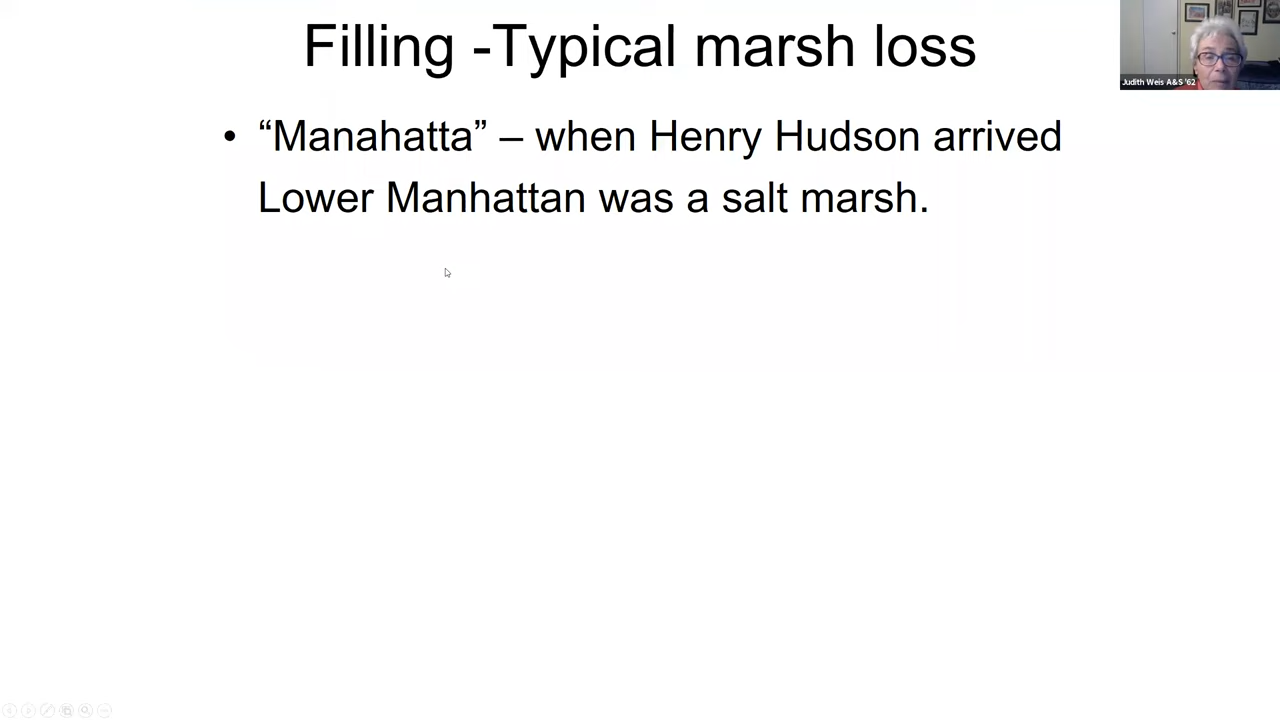 Filling -Typical marsh loss
Judith Weis A&S '62
• “Manahatta” – when Henry Hudson arrived
Lower Manhattan was a salt marsh.